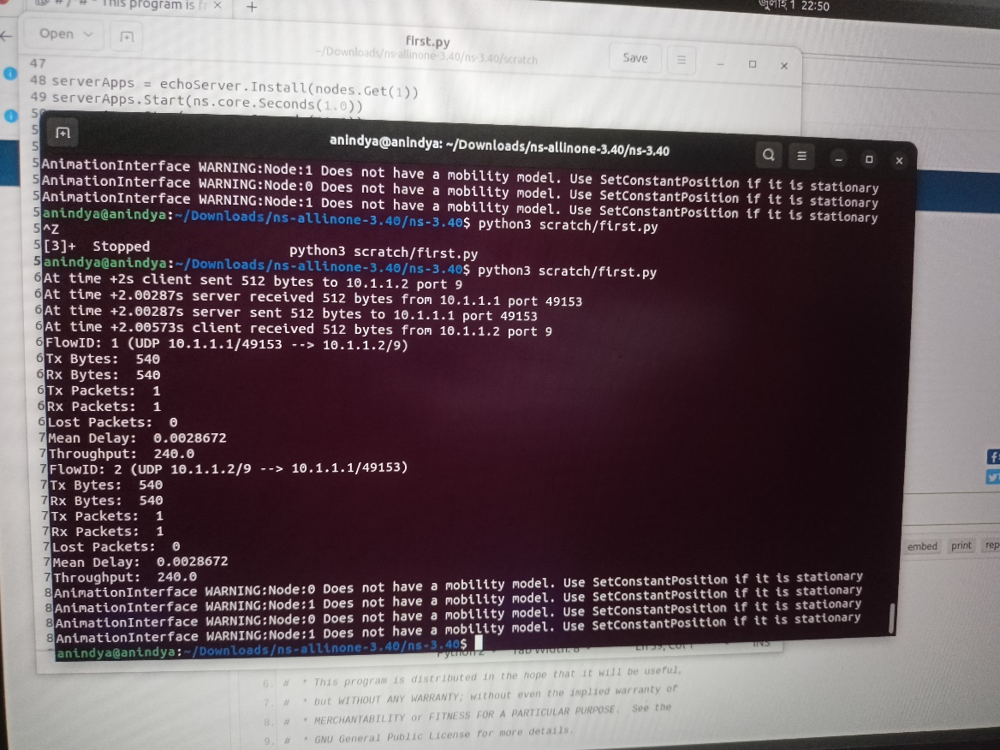 This program is
জুলাই 1 22:50
Open
first.py
~/Downloads/ns-allinone-3.40/ns-3.40/scratch
Save
47
48 serverApps = echoServer.Install(nodes.Get(1))
49 serverApps.Start(ns.core.Seconds(1.0))
anindya@anindya: ~/Downloads/ns-allinone-3.40/ns-3.40
AnimationInterface WARNING:Node:1 Does not have a mobility model. Use SetConstantPosition if it is stationary
AnimationInterface WARNING:Node:0 Does not have a mobility model. Use SetConstantPosition if it is stationary
AnimationInterface WARNING:Node:1 Does not have a mobility model. Use SetConstantPosition if it is stationary
anindya@anindya:~/Downloads/ns-allinone-3.40/ns-3.40$ python3 scratch/first.py
^Z
[3]+ Stopped python3 scratch/first.py
anindya@anindya:~/Downloads/ns-allinone-3.40/ns-3.40$ python3 scratch/first.py
At time +2s client sent 512 bytes to 10.1.1.2 port 9
At time +2.00287s server received 512 bytes from 10.1.1.1 port 49153
At time +2.00287s server sent 512 bytes to 10.1.1.1 port 49153
At time +2.00573s client received 512 bytes from 10.1.1.2 port 9
FlowID: 1 (UDP 10.1.1.1/49153 --> 10.1.1.2/9)
Tx Bytes: 540
Rx Bytes: 540
Tx Packets: 1
Rx Packets: 1
Lost Packets: 0
Mean Delay: 0.0028672
Throughput: 240.0
FlowID: 2 (UDP 10.1.1.2/9 --> 10.1.1.1/49153)
Tx Bytes: 540
Rx Bytes: 540
Tx Packets: 1
Rx Packets: 1
Lost Packets: 0
Mean Delay: 0.0028672
Throughput: 240.0
AnimationInterface WARNING:Node:0 Does not have a mobility model. Use SetConstantPosition if it is stationary
AnimationInterface WARNING:Node:1 Does not have a mobility model. Use SetConstantPosition if it is stationary
AnimationInterface WARNING:Node:0 Does not have a mobility model. Use SetConstantPosition if it is stationary
AnimationInterface WARNING:Node:1 Does not have a mobility model. Use SetConstantPosition if it is stationary
anindya@anindya:~/Downloads/ns-allinone-3.40/ns-3.40$
embed print rep
Python 2 Tab Width: 8 INS
6. # * This program is distributed in the hope that it will be useful,
7. # * but WITHOUT ANY WARRANTY; without even the implied warranty of
8. # * MERCHANTABILITY or FITNESS FOR A PARTICULAR PURPOSE. See the
9. # * GNU General Public License for more details.